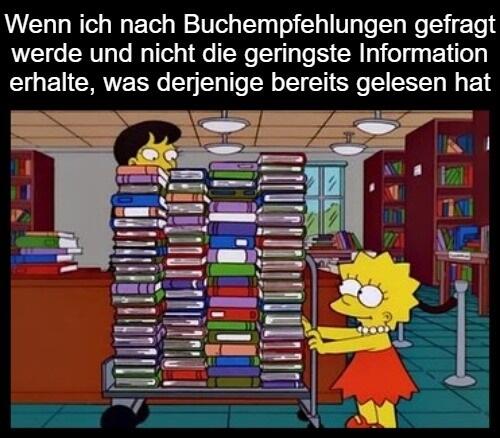 Wenn ich nach Buchempfehlungen gefragt
werde und nicht die geringste Information
erhalte, was derjenige bereits gelesen hat